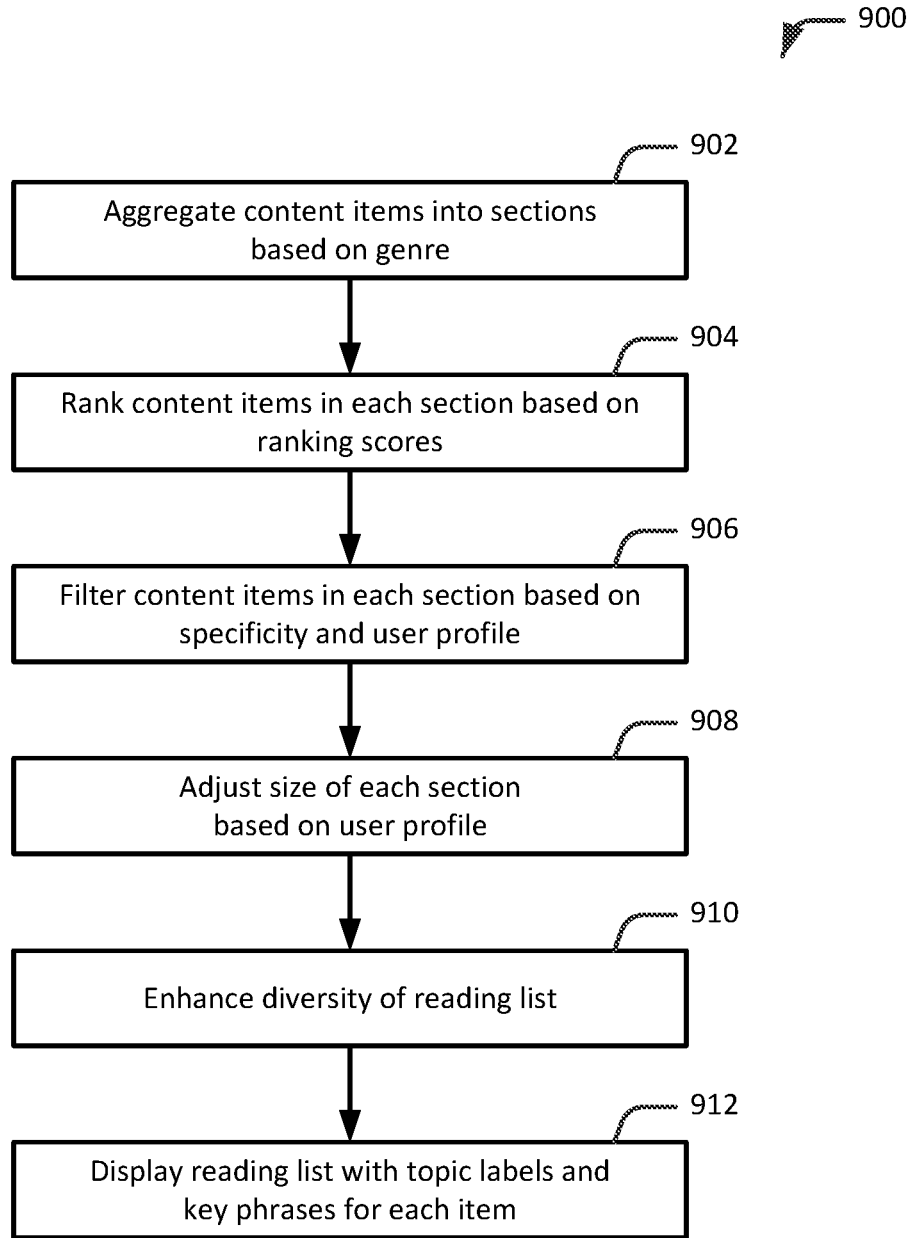 900
902
Aggregate content items into sections
based on genre
904
Rank content items in each section based on
ranking scores
906
Filter content items in each section based on
specificity and user profile
908
Adjust size of each section
based on user profile
910
Enhance diversity of reading list
912
Display reading list with topic labels and
key phrases for each item